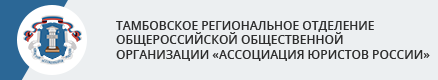 ТАМБОВСКОЕ РЕГИОНАЛЬНОЕ ОТДЕЛЕНИЕ
ОБЩЕРОССИЙСКОЙ ОБЩЕСТВЕННОЙ
ОРГАНИЗАЦИИ «АССОЦИАЦИЯ ЮРИСТОВ РОССИИ»